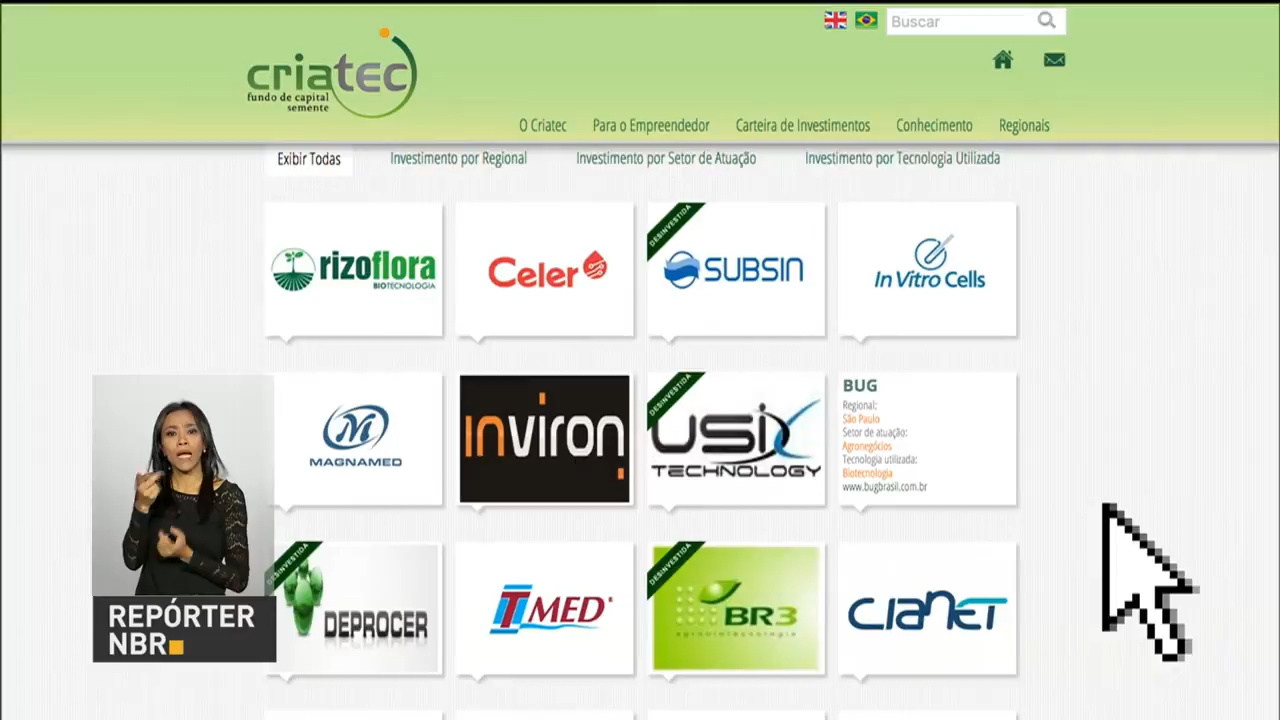 Buscar
criatec
fundo de capital
semente
O Criatec
Para o Empreendedor
Carteira de Investimentos
Conhecimento
Regionais
Exibir Todas
Investimento por Regional
Investimento por Setor de Atuação
Investimento por Tecnologia Utilizada
rizoflora
BIOTECNOLOGIA
Celer
DESINVESTIDA
SUBSIN
In Vitro Cells
M
MAGNAMED
inviron
DESINVESTIDA
USIX
TECHNOLOGY
BUG
Regional:
São Paulo
Setor de atuação:
Agronegócios
Tecnologia utilizada:
Biotecnologia
www.bugbrasil.com.br
DESINVESTIDA
DEPROCER
TMED
DESINVESTIDA
BR3
agrobiotecnologia
CIANET
REPÓRTER
NBR